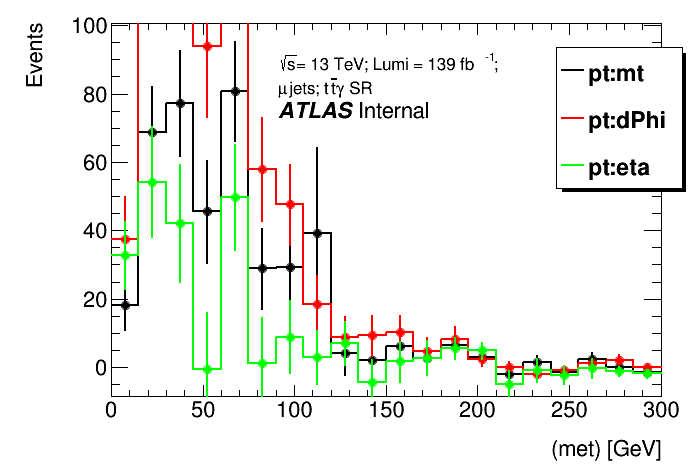 Events
100
80
60
40
20
0
√s= 13 TeV; Lumi = 139 fb⁻¹;
μjets; tt̄γ SR
ATLAS Internal
pt:mt
pt:dPhi
pt:eta
0 50 100 150 200 250 300
(met) [GeV]